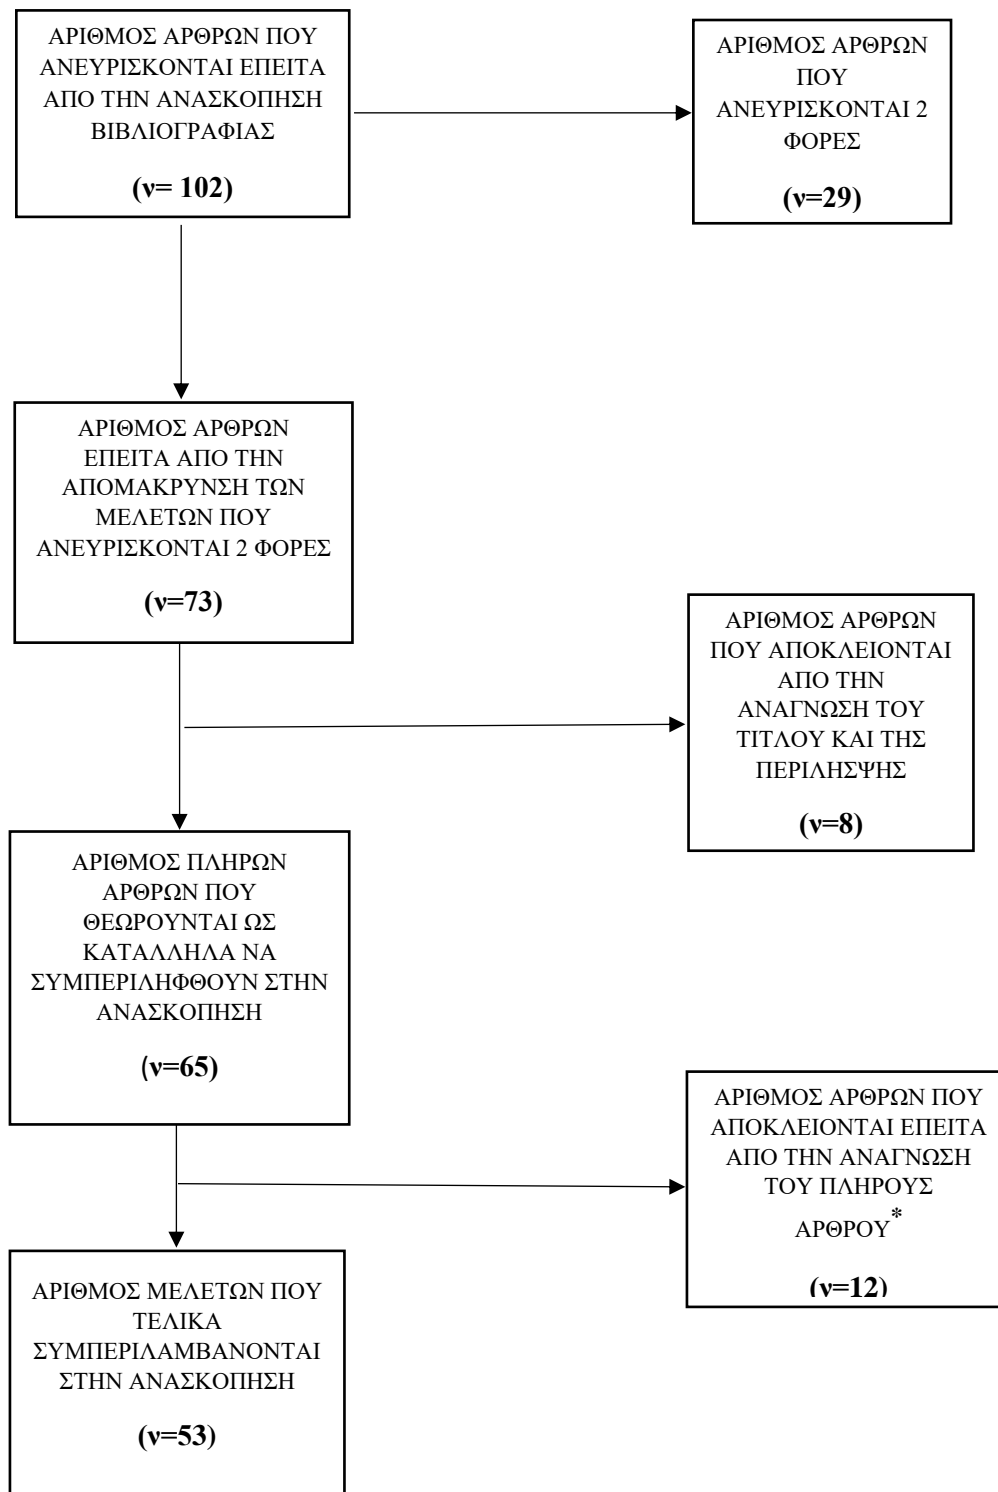 ΑΡΙΘΜΟΣ ΑΡΘΡΩΝ ΠΟΥ
ΑΝΕΥΡΙΣΚΟΝΤΑΙ ΕΠΕΙΤΑ
ΑΠΟ ΤΗΝ ΑΝΑΣΚΟΠΗΣΗ
ΒΙΒΛΙΟΓΡΑΦΙΑΣ
(ν= 102)
ΑΡΙΘΜΟΣ ΑΡΘΡΩΝ
ΠΟΥ
ΑΝΕΥΡΙΣΚΟΝΤΑΙ 2
ΦΟΡΕΣ
(ν=29)
ΑΡΙΘΜΟΣ ΑΡΘΡΩΝ
ΕΠΕΙΤΑ ΑΠΟ ΤΗΝ
ΑΠΟΜΑΚΡΥΝΣΗ ΤΩΝ
ΜΕΛΕΤΩΝ ΠΟΥ
ΑΝΕΥΡΙΣΚΟΝΤΑΙ 2 ΦΟΡΕΣ
(ν=73)
ΑΡΙΘΜΟΣ ΑΡΘΡΩΝ
ΠΟΥ ΑΠΟΚΛΕΙΟΝΤΑΙ
ΑΠΟ ΤΗΝ
ΑΝΑΓΝΩΣΗ ΤΟΥ
ΤΙΤΛΟΥ ΚΑΙ ΤΗΣ
ΠΕΡΙΛΗΣΨΗΣ
(ν=8)
ΑΡΙΘΜΟΣ ΠΛΗΡΩΝ
ΑΡΘΡΩΝ ΠΟΥ
ΘΕΩΡΟΥΝΤΑΙ ΩΣ
ΚΑΤΑΛΛΗΛΑ ΝΑ
ΣΥΜΠΕΡΙΛΗΦΘΟΥΝ ΣΤΗΝ
ΑΝΑΣΚΟΠΗΣΗ
(ν=65)
ΑΡΙΘΜΟΣ ΑΡΘΡΩΝ ΠΟΥ
ΑΠΟΚΛΕΙΟΝΤΑΙ ΕΠΕΙΤΑ
ΑΠΟ ΤΗΝ ΑΝΑΓΝΩΣΗ
ΤΟΥ ΠΛΗΡΟΥΣ
ΑΡΘΡΟΥ*
(ν=12)
ΑΡΙΘΜΟΣ ΜΕΛΕΤΩΝ ΠΟΥ
ΤΕΛΙΚΑ
ΣΥΜΠΕΡΙΛΑΜΒΑΝΟΝΤΑΙ
ΣΤΗΝ ΑΝΑΣΚΟΠΗΣΗ
(ν=53)